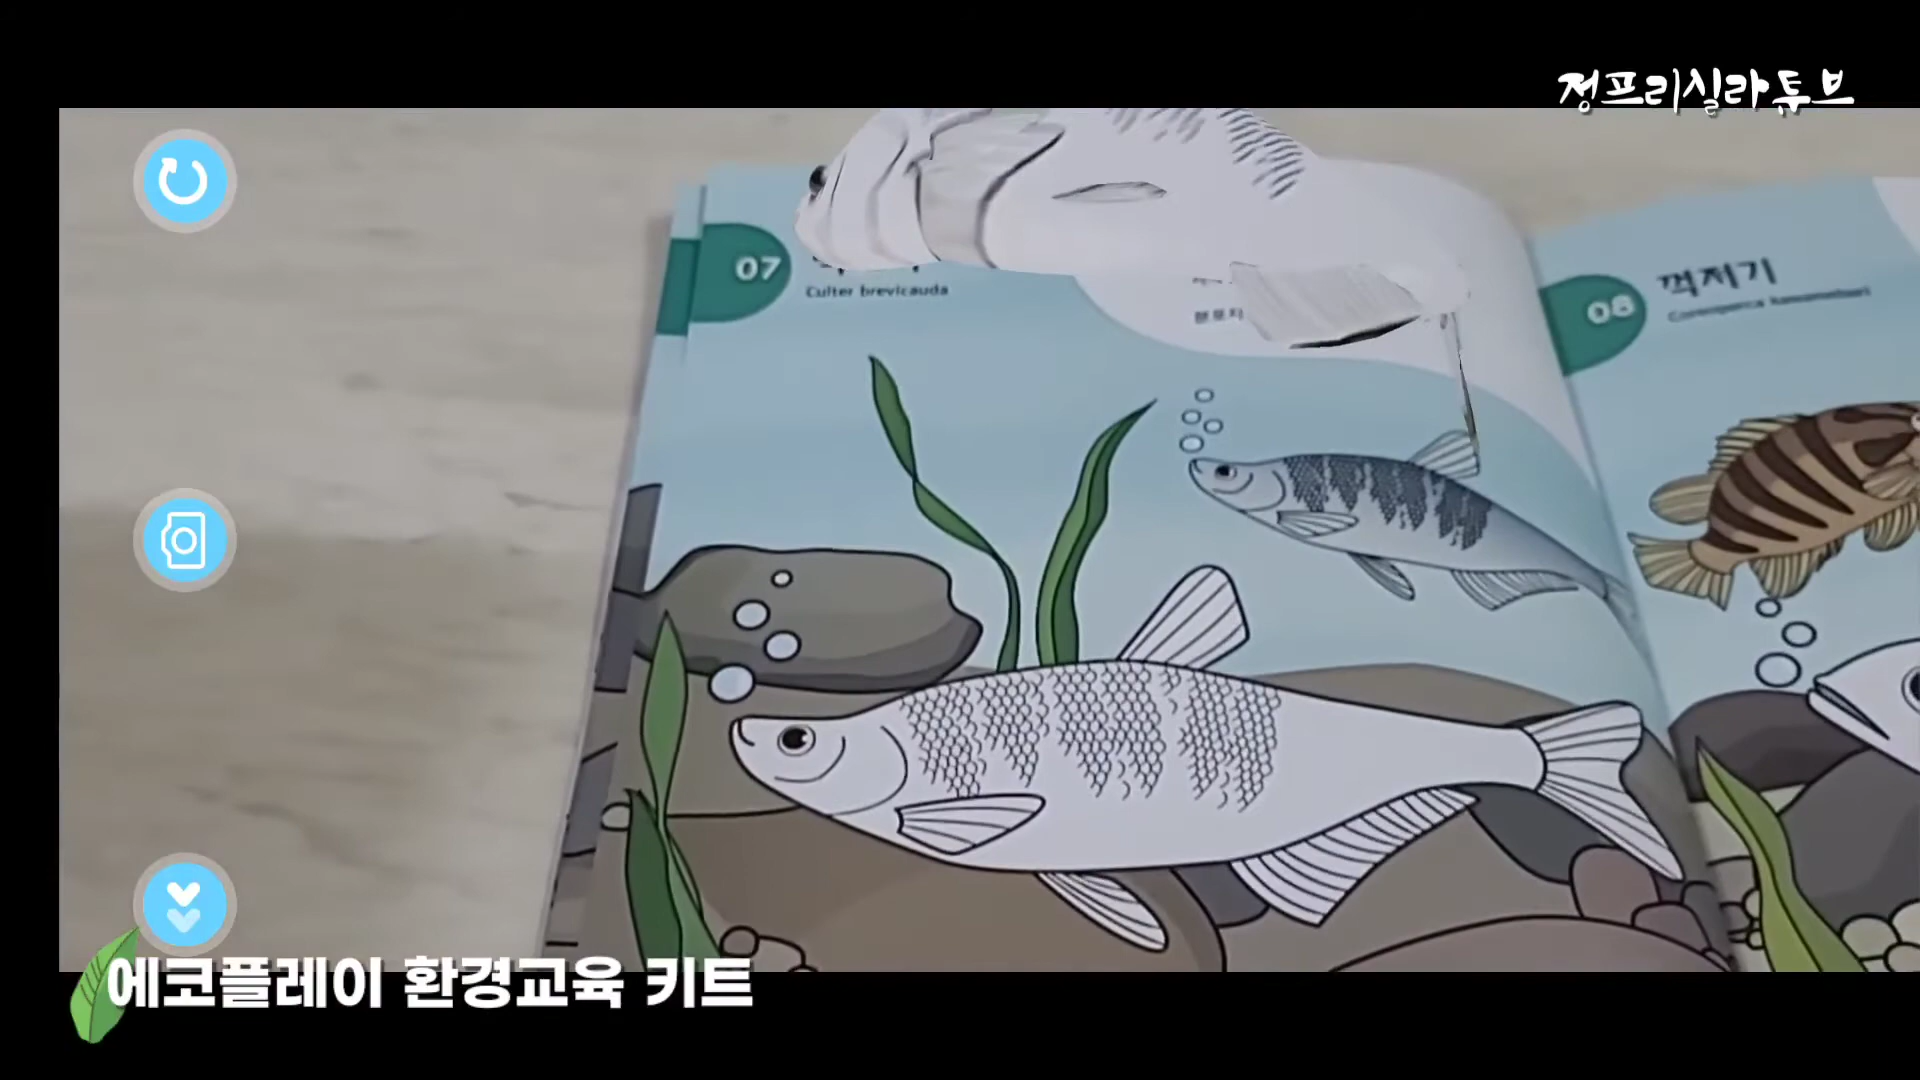 정프리실라튜브
07
Culter brevicauda
08
꺽저기
에코플레이 환경교육 키트